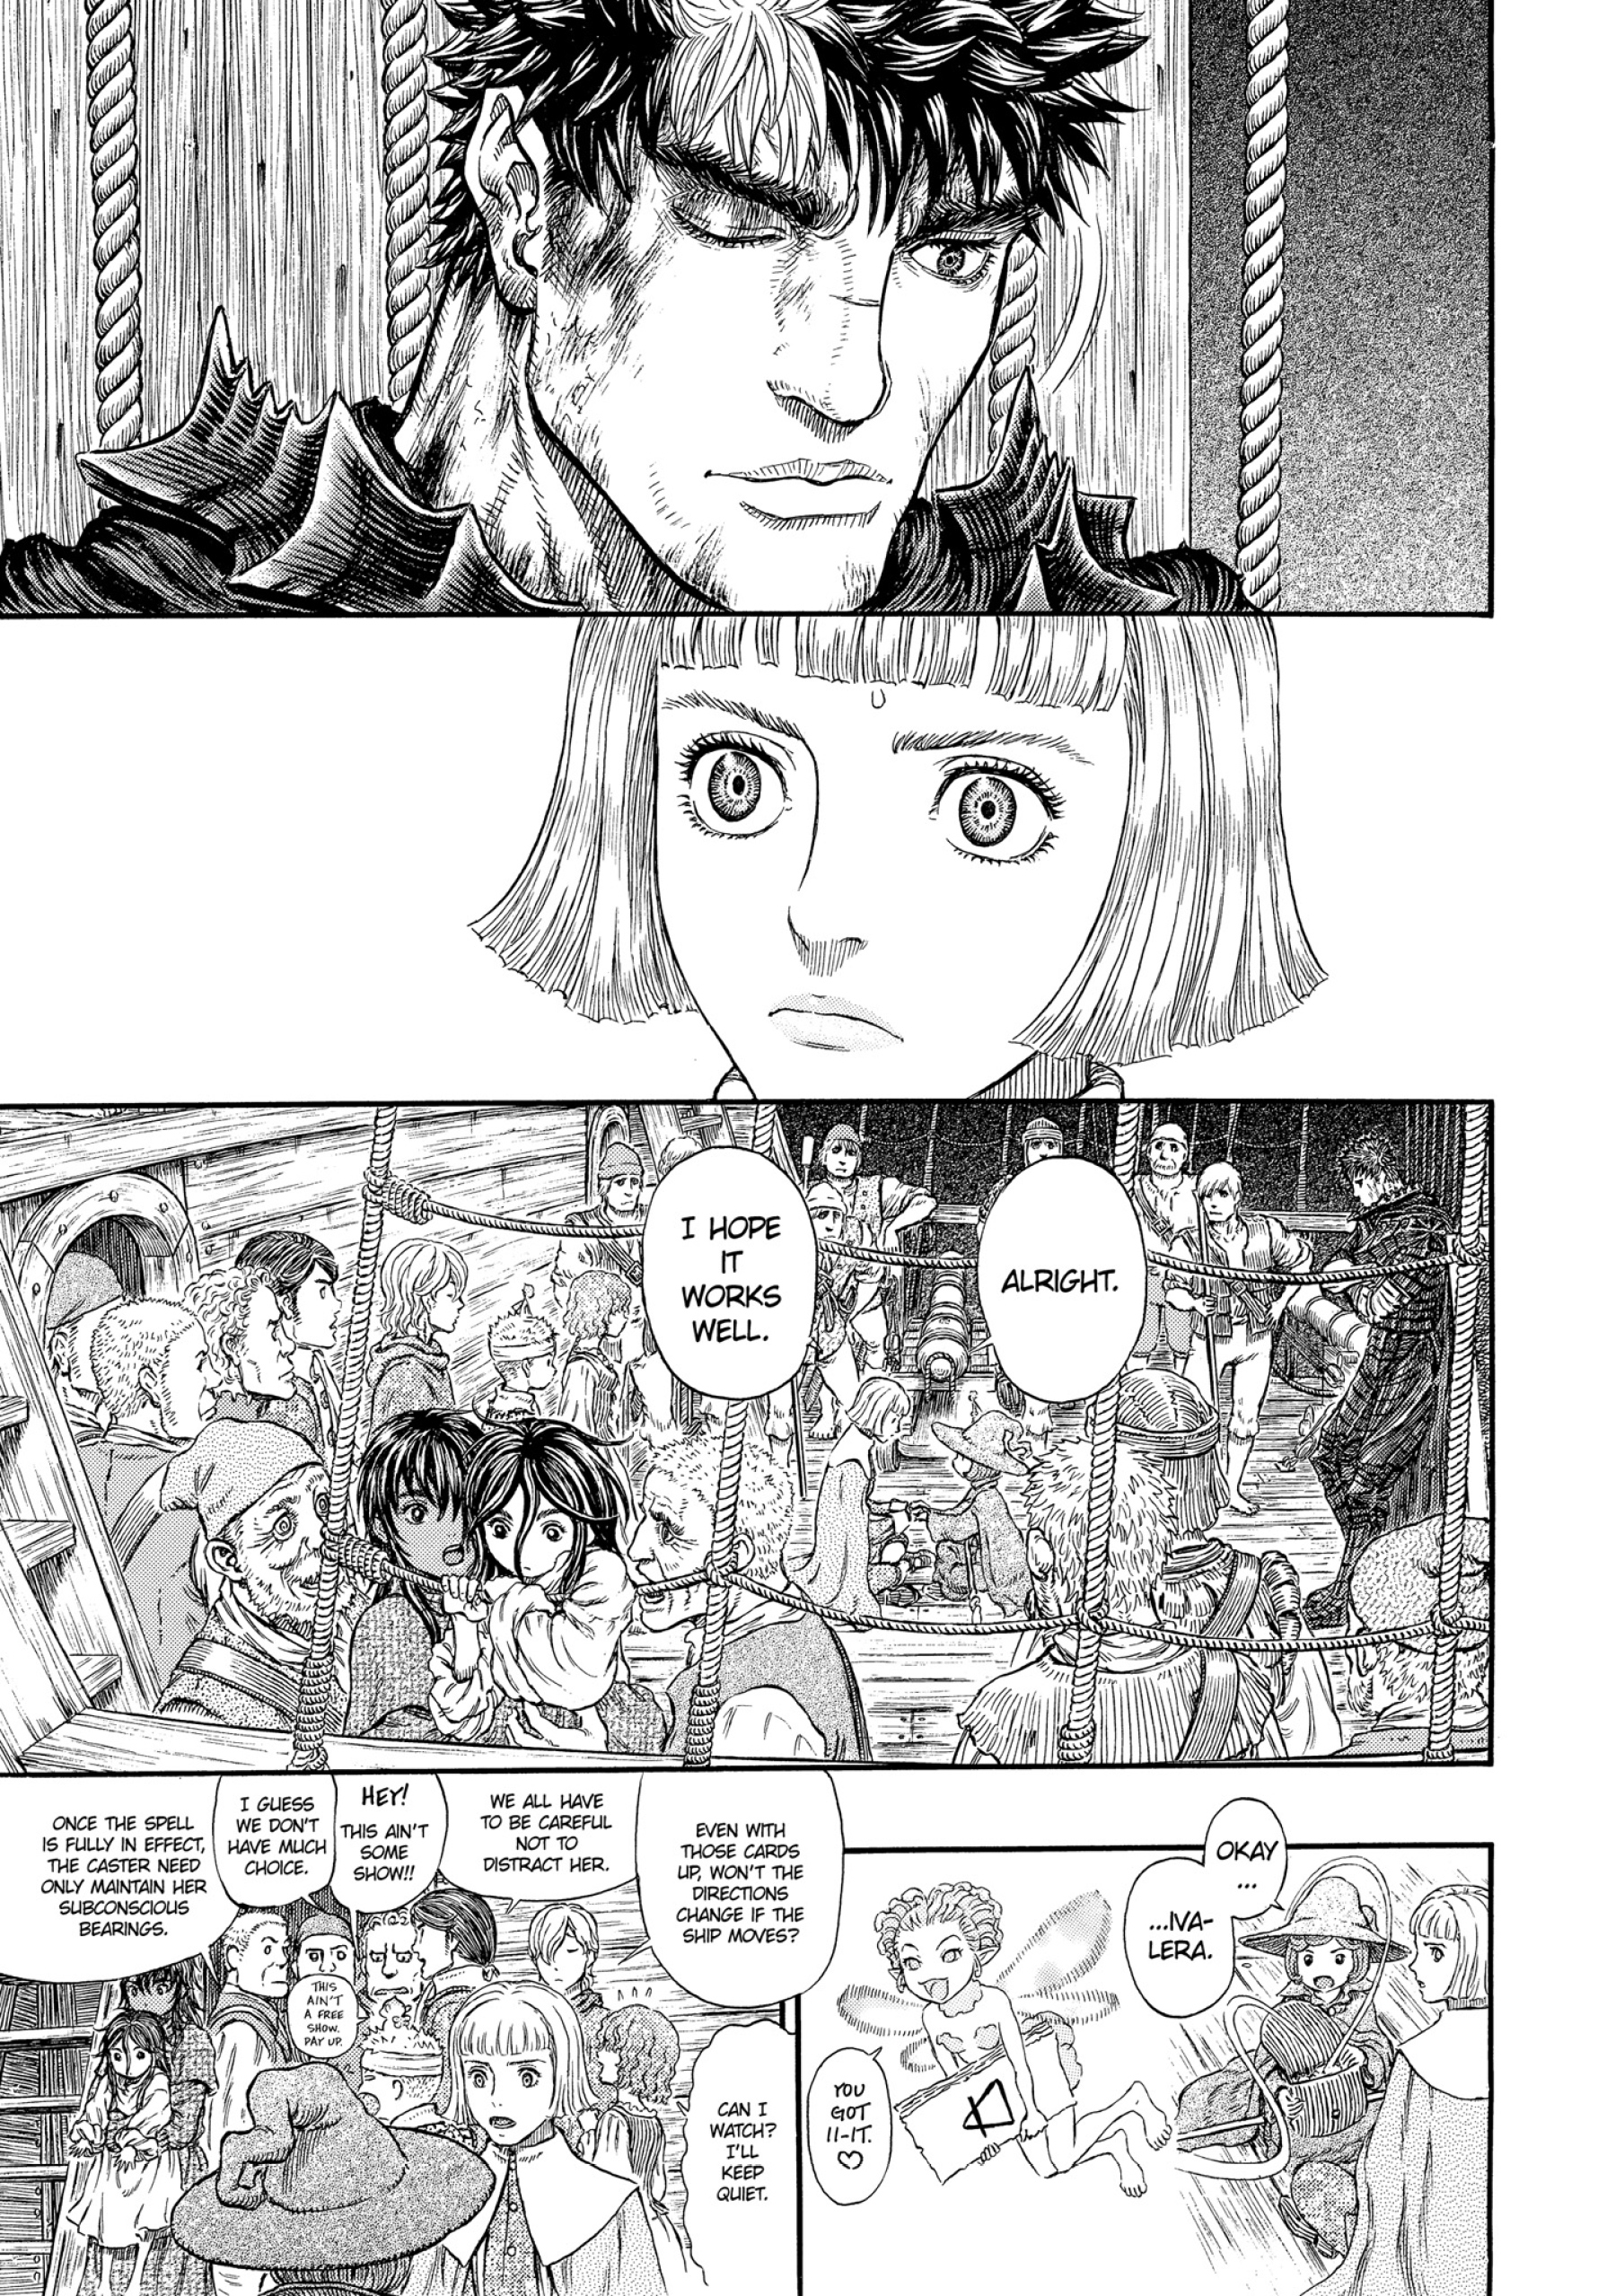 ALRIGHT.
I HOPE
IT
WORKS
WELL.
OKAY
...
...IVA-
LERA.
YOU
GOT
II-IT.
♡
EVEN WITH
THOSE CARDS
UP, WON'T THE
DIRECTIONS
CHANGE IF THE
SHIP MOVES?
CAN I
WATCH?
I'LL
KEEP
QUIET.
WE ALL HAVE
TO BE CAREFUL
NOT TO
DISTRACT HER.
HEY!
THIS AIN'T
SOME
SHOW!!
THIS
AIN'T
A FREE
SHOW.
PAY UP.
I GUESS
WE DON'T
HAVE MUCH
CHOICE.
ONCE THE SPELL
IS FULLY IN EFFECT,
THE CASTER NEED
ONLY MAINTAIN HER
SUBCONSCIOUS
BEARINGS.